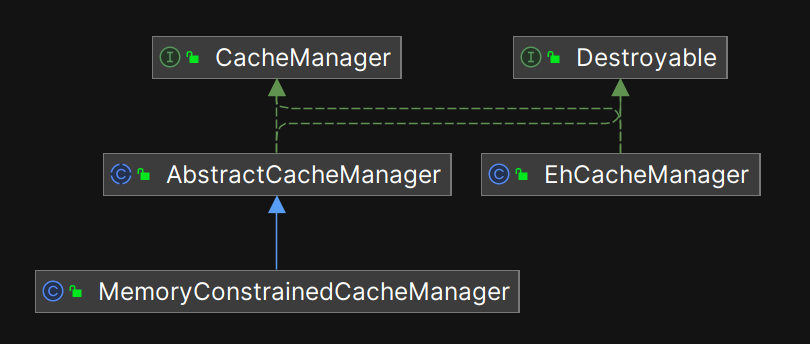 I CacheManager
I Destroyable
C AbstractCacheManager
C EhCacheManager
C MemoryConstrainedCacheManager